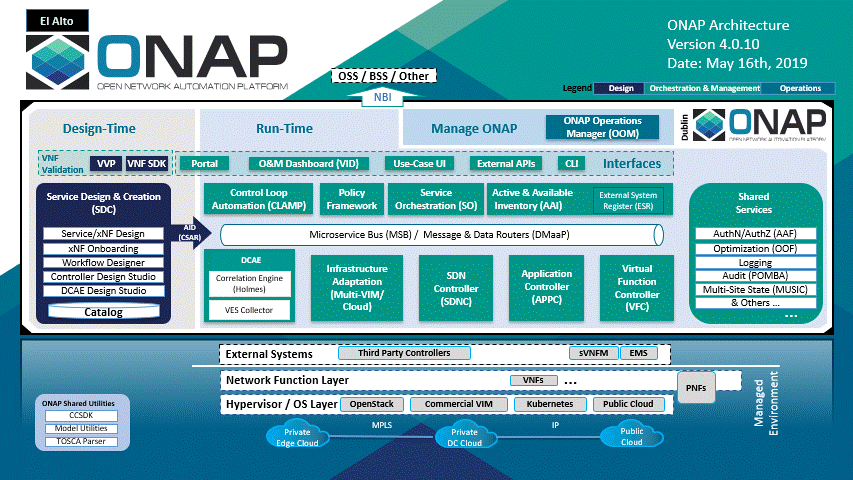 El Alto
ONAP
OPEN NETWORK AUTOMATION PLATFORM
ONAP Architecture
Version 4.0.10
Date: May 16th, 2019
OSS / BSS / Other
NBI
Legend
Design
Orchestration & Management
Operations
Design-Time
Run-Time
Manage ONAP
ONAP Operations
Manager (OOM)
Dublin
ONAP
OPEN NETWORK AUTOMATION PLATFORM
VNF
Validation
VVP
VNF SDK
Portal
O&M Dashboard (VID)
Use-Case UI
External APIs
CLI
Interfaces
Service Design & Creation
(SDC)
Service/xNF Design
xNF Onboarding
Workflow Designer
Controller Design Studio
DCAE Design Studio
Catalog
AID
(CSAR)
Control Loop
Automation (CLAMP)
Policy
Framework
Service
Orchestration (SO)
Active & Available
Inventory (AAI)
External System
Register (ESR)
Microservice Bus (MSB) / Message & Data Routers (DMaaP)
DCAE
Correlation Engine
(Holmes)
VES Collector
Infrastructure
Adaptation
(Multi-VIM/
Cloud)
SDN
Controller
(SDNC)
Application
Controller
(APPC)
Virtual
Function
Controller
(VFC)
Shared
Services
AuthN/AuthZ (AAF)
Optimization (OOF)
Logging
Audit (POMBA)
Multi-Site State (MUSIC)
& Others ...
...
External Systems
Third Party Controllers
sVNFM
EMS
Network Function Layer
VNFs
...
PNFs
Hypervisor / OS Layer
OpenStack
Commercial VIM
Kubernetes
Public Cloud
Managed
Environment
ONAP Shared Utilities
CCSDK
Model Utilities
TOSCA Parser
Private
Edge Cloud
MPLS
Private
DC Cloud
IP
Public
Cloud